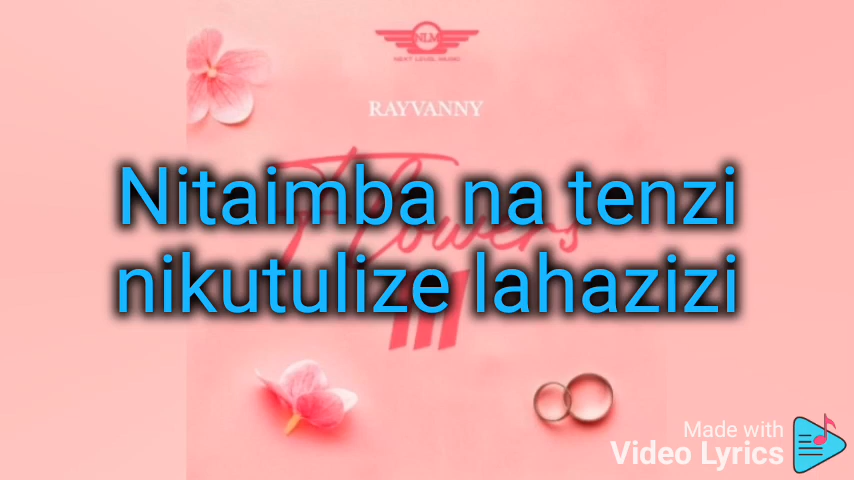 NLM
NEXT LEVEL MUSIC
RAYVANNY
Flowers
III
Nitaimba na tenzi
nikutulize lahazizi
Made with
Video Lyrics